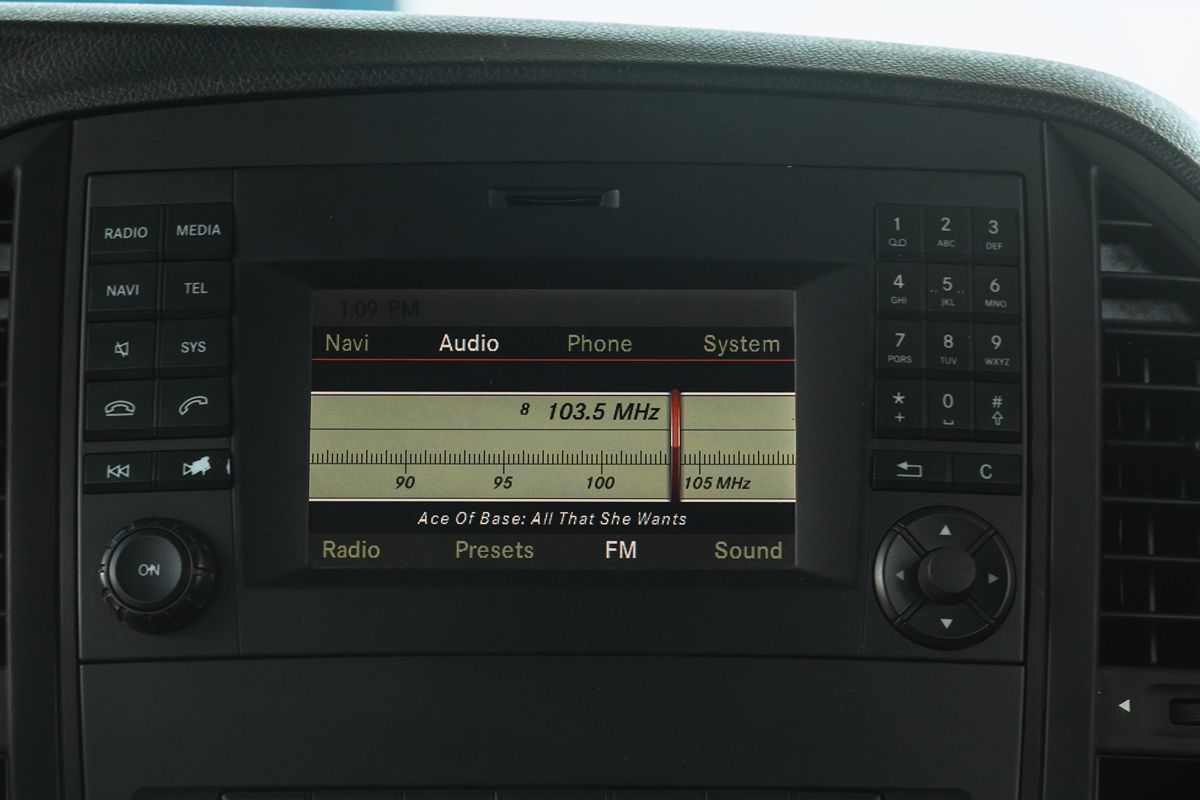 RADIO MEDIA
NAVI TEL
SYS
ON
1:09 PM
Navi Audio Phone System
8 103.5 MHz
90 95 100 105 MHz
Ace Of Base: All That She Wants
Radio Presets FM Sound
1 2 ABC 3 DEF
4 GHI 5 JKL 6 MNO
7 PQRS 8 TUV 9 WXYZ
* + 0 #
C